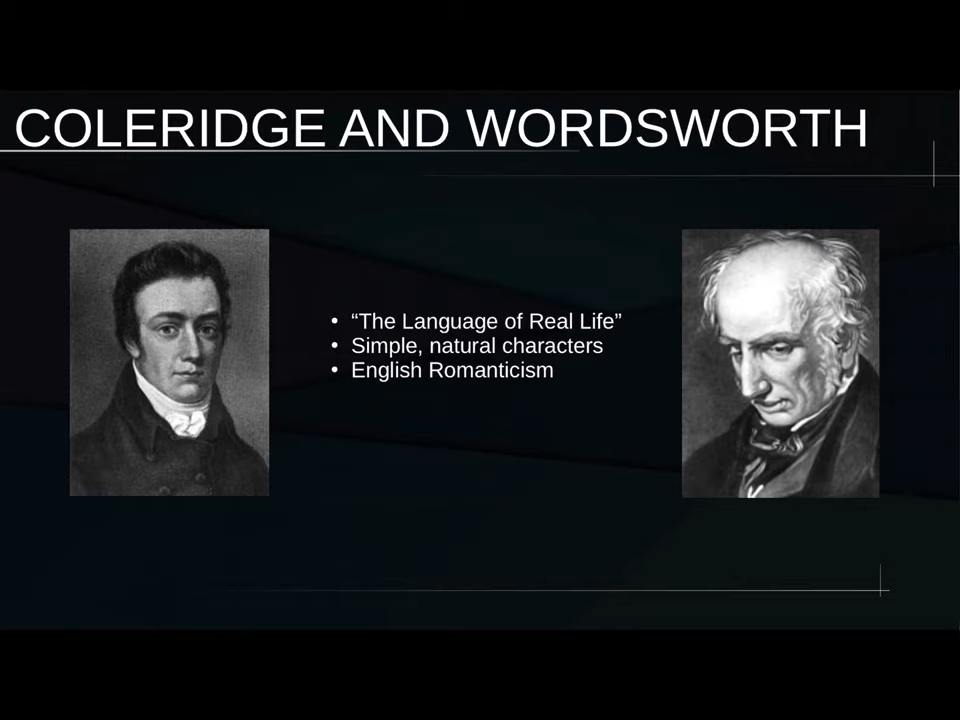 COLERIDGE AND WORDSWORTH
• “The Language of Real Life”
• Simple, natural characters
• English Romanticism